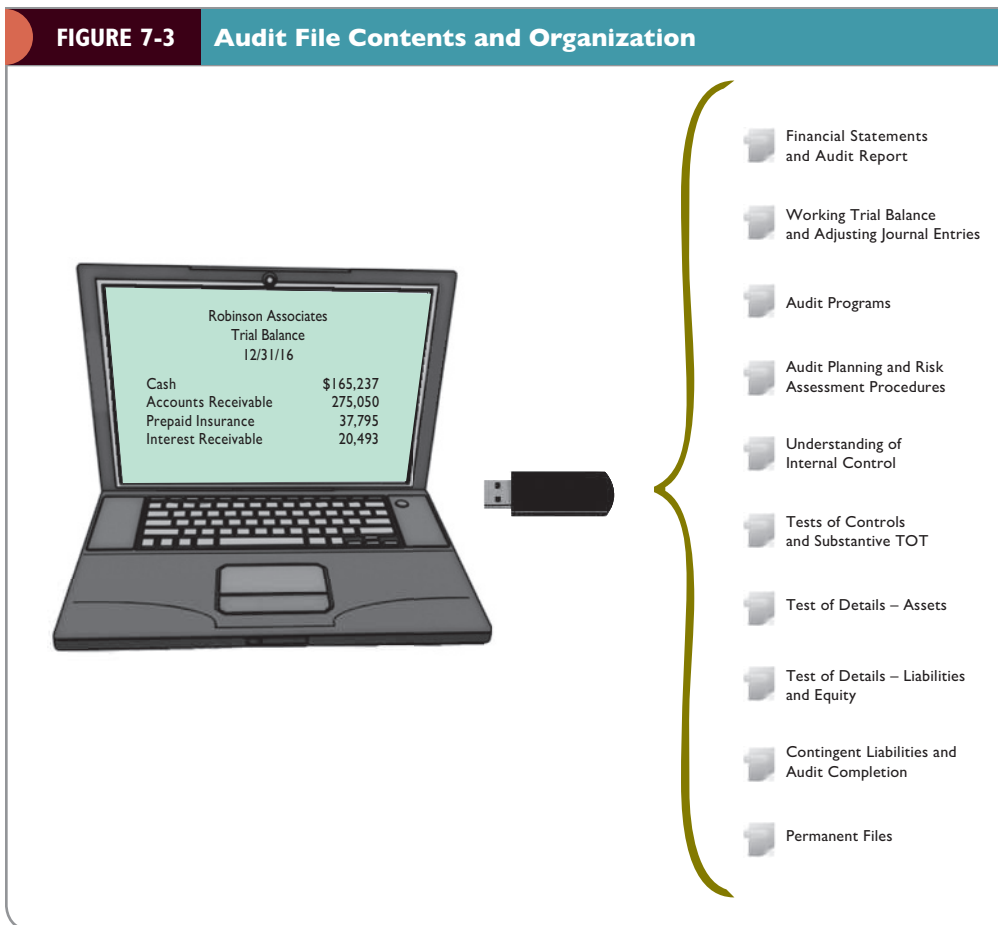 FIGURE 7-3 Audit File Contents and Organization
Robinson Associates
Trial Balance
12/31/16
Cash $165,237
Accounts Receivable 275,050
Prepaid Insurance 37,795
Interest Receivable 20,493
Financial Statements
and Audit Report
Working Trial Balance
and Adjusting Journal Entries
Audit Programs
Audit Planning and Risk
Assessment Procedures
Understanding of
Internal Control
Tests of Controls
and Substantive TOT
Test of Details – Assets
Test of Details – Liabilities
and Equity
Contingent Liabilities and
Audit Completion
Permanent Files